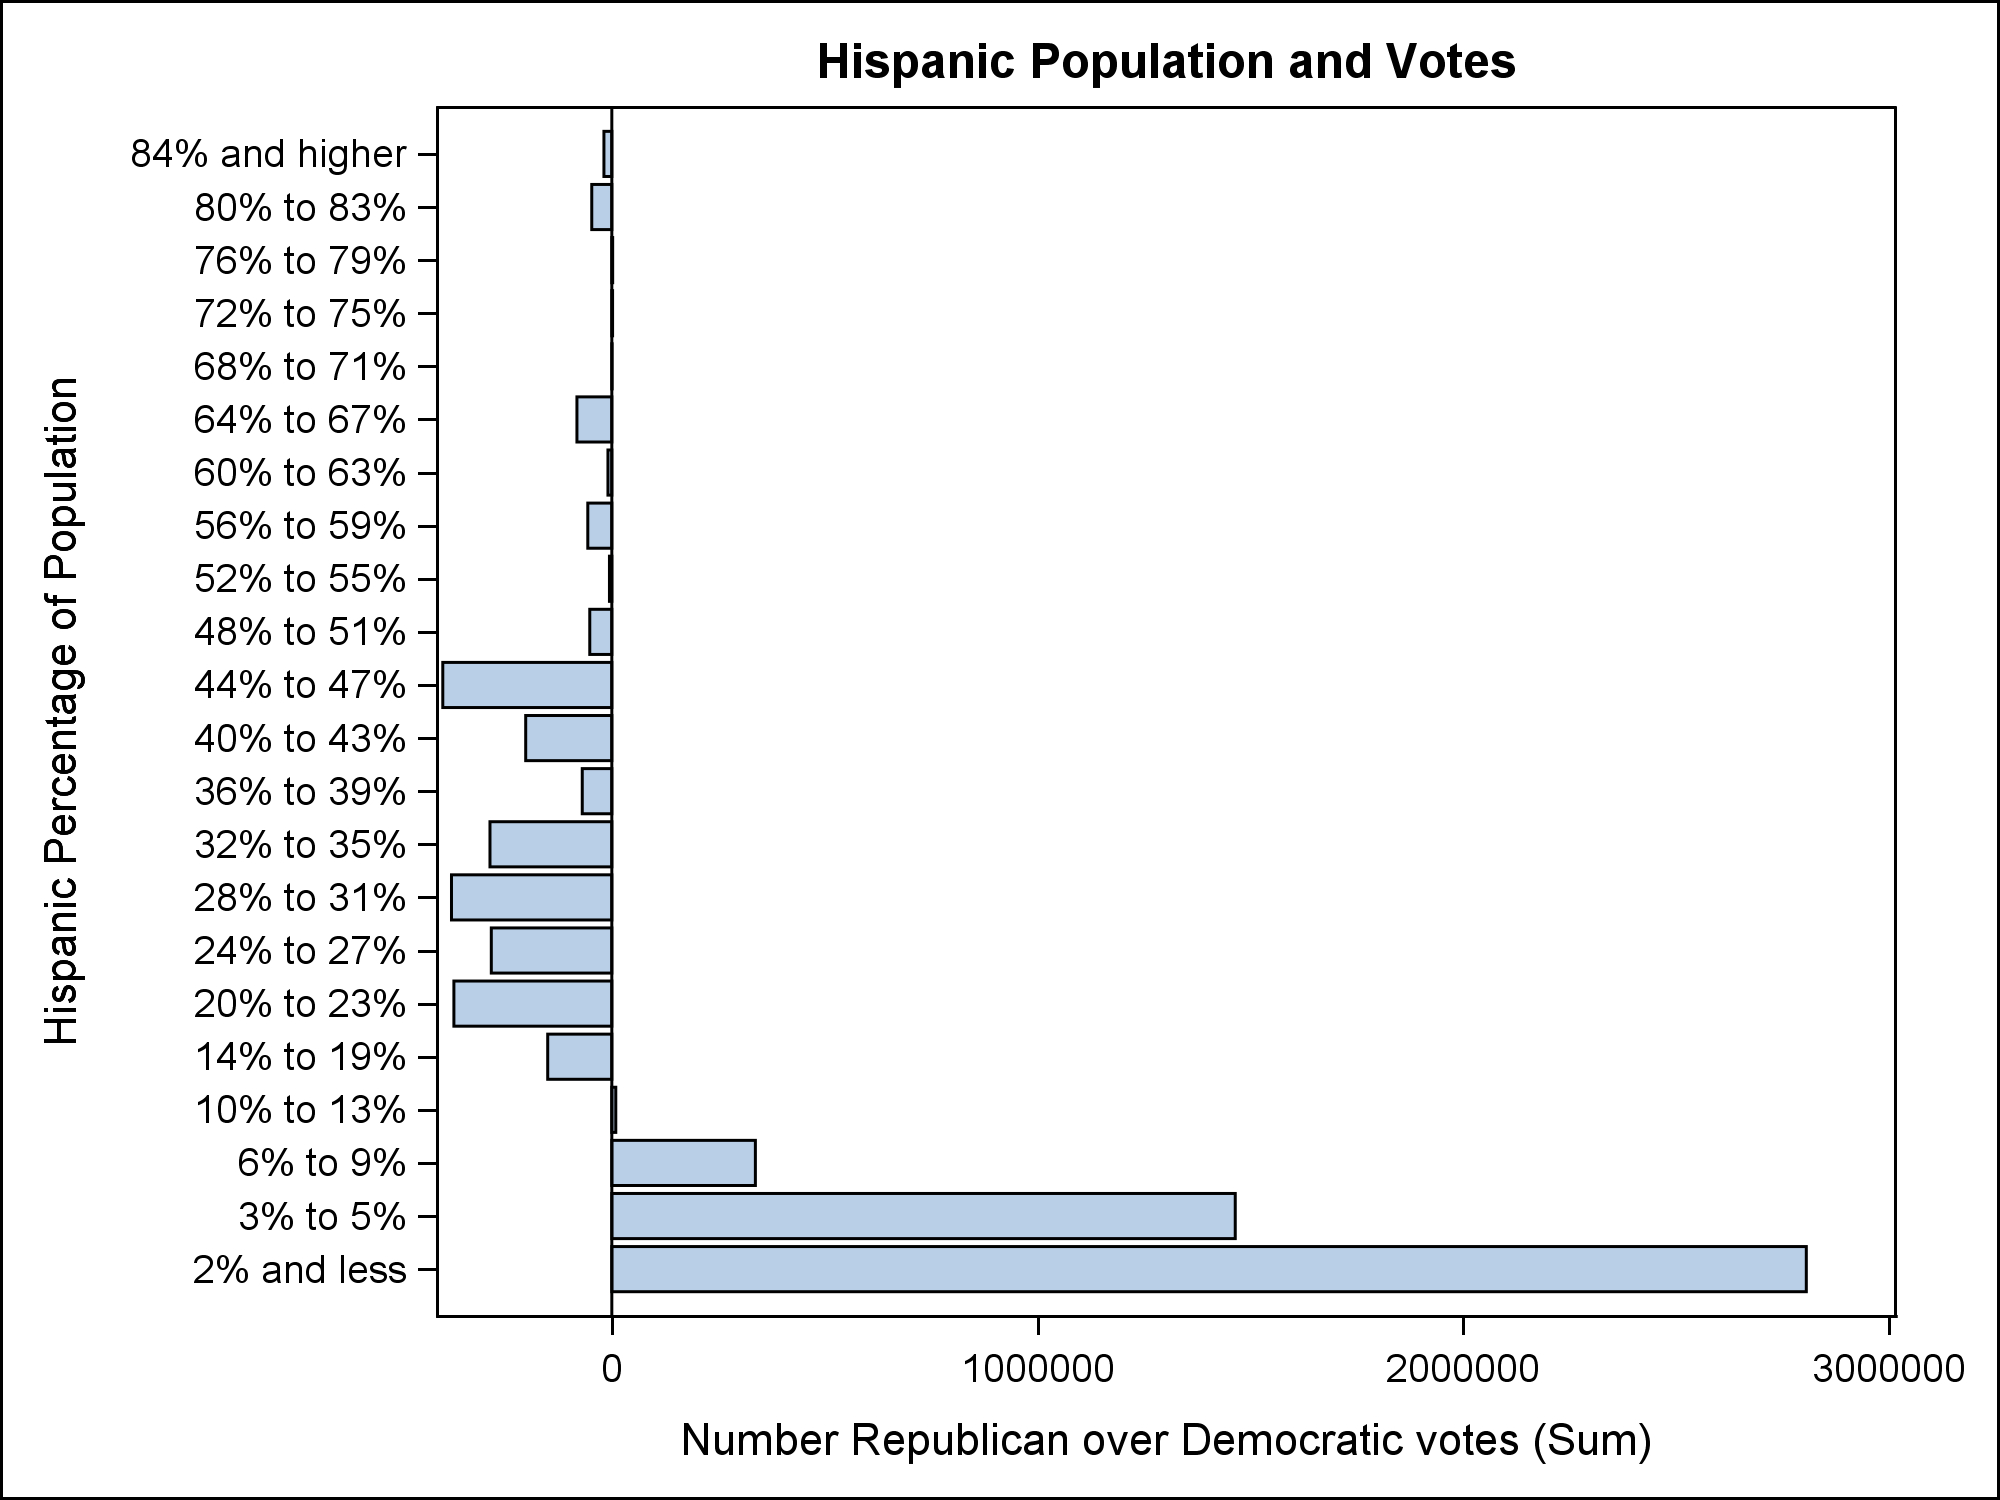 Hispanic Population and Votes
Hispanic Percentage of Population
84% and higher
80% to 83%
76% to 79%
72% to 75%
68% to 71%
64% to 67%
60% to 63%
56% to 59%
52% to 55%
48% to 51%
44% to 47%
40% to 43%
36% to 39%
32% to 35%
28% to 31%
24% to 27%
20% to 23%
14% to 19%
10% to 13%
6% to 9%
3% to 5%
2% and less
0 1000000 2000000 3000000
Number Republican over Democratic votes (Sum)